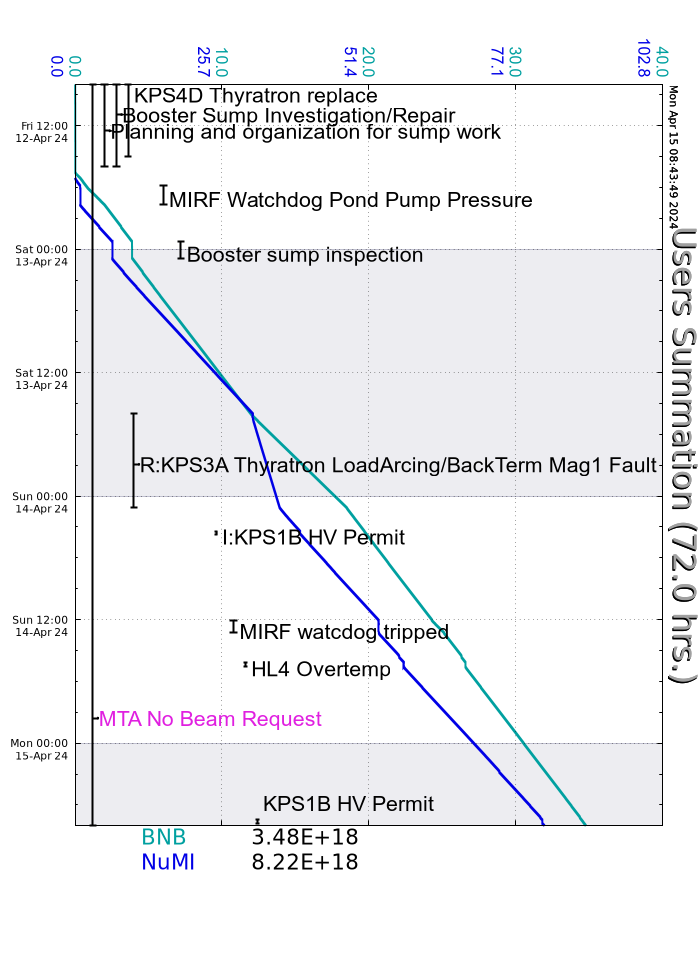 0.0 10.0 20.0 30.0 40.0
0.0 25.7 51.4 77.1 102.8
Mon Apr 15 08:43:49 2024
Users Summation (72.0 hrs.)
KPS4D Thyratron replace
Booster Sump Investigation/Repair
Fri 12:00
12-Apr 24
Planning and organization for sump work
MIRF Watchdog Pond Pump Pressure
Sat 00:00
13-Apr 24
Booster sump inspection
Sat 12:00
13-Apr 24
R:KPS3A Thyratron LoadArcing/BackTerm Mag1 Fault
Sun 00:00
14-Apr 24
I:KPS1B HV Permit
Sun 12:00
14-Apr 24
MIRF watcdog tripped
HL4 Overtemp
MTA No Beam Request
Mon 00:00
15-Apr 24
KPS1B HV Permit
BNB 3.48E+18
NuMI 8.22E+18